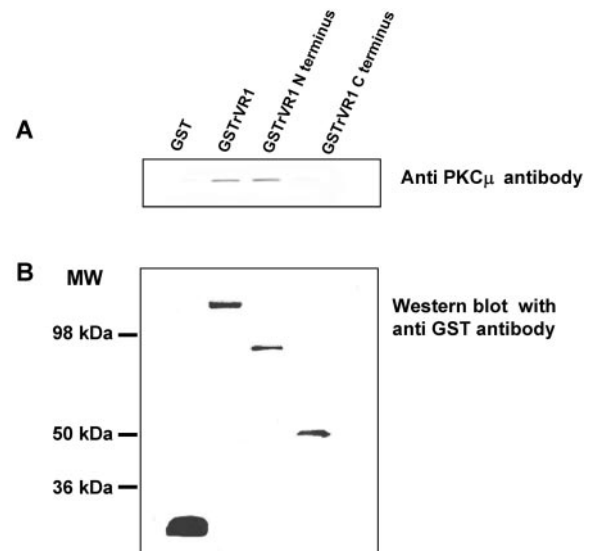 A
GST
GSTrVR1
GSTrVR1 N terminus
GSTrVR1 C terminus
Anti PKCμ antibody
B
MW
98 kDa
50 kDa
36 kDa
Western blot with
anti GST antibody